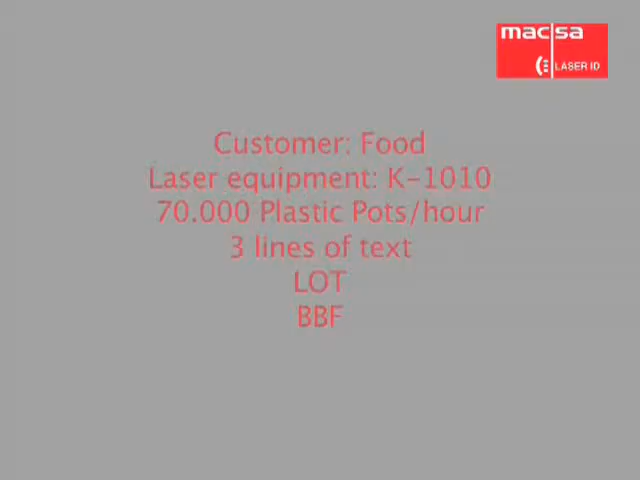 macsa
LASER ID
Customer: Food
Laser equipment: K-1010
70.000 Plastic Pots/hour
3 lines of text
LOT
BBF